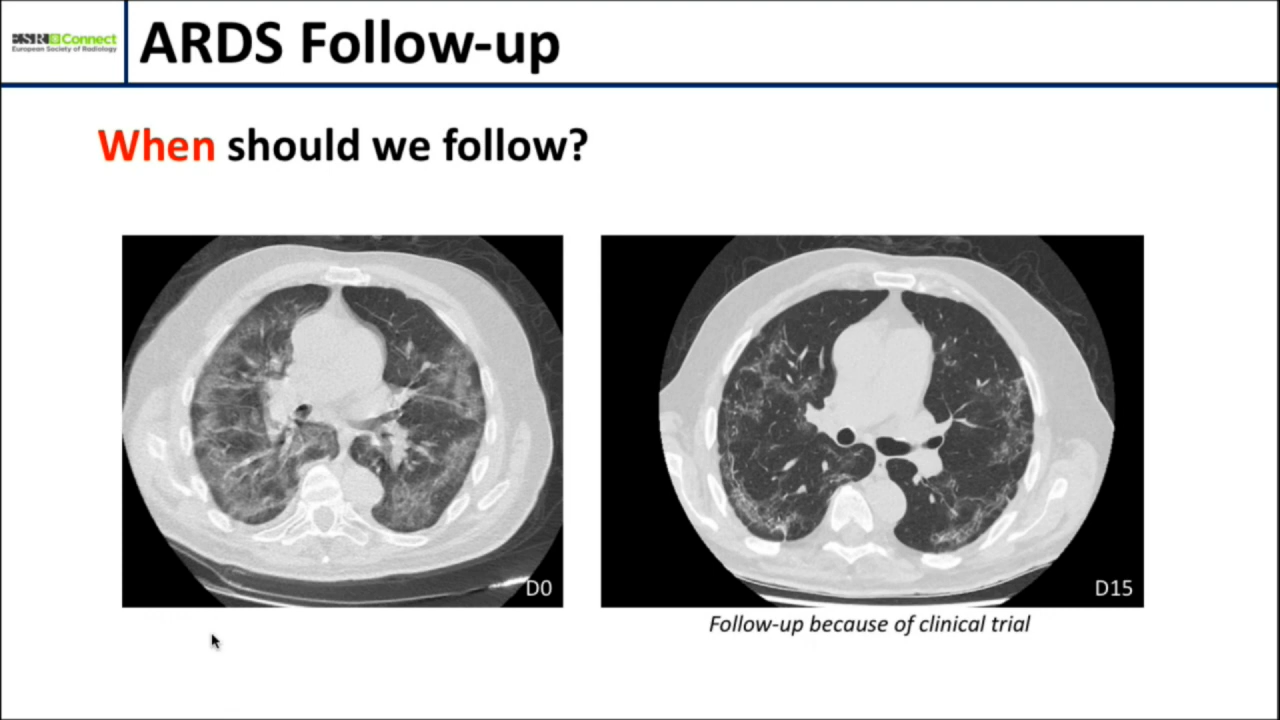 ESR Connect
European Society of Radiology
ARDS Follow-up
When should we follow?
D0
D15
Follow-up because of clinical trial